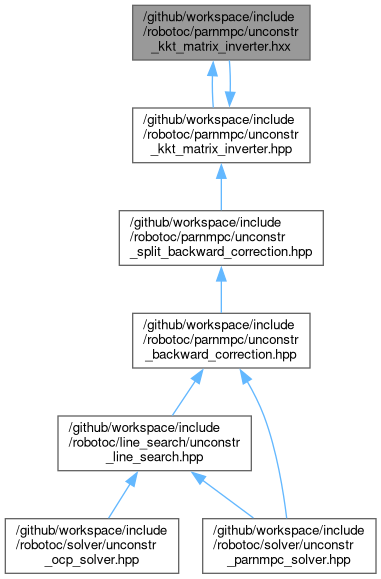 /github/workspace/include
/robotoc/parnmpc/unconstr
_kkt_matrix_inverter.hxx
/github/workspace/include
/robotoc/parnmpc/unconstr
_kkt_matrix_inverter.hpp
/github/workspace/include
/robotoc/parnmpc/unconstr
_split_backward_correction.hpp
/github/workspace/include
/robotoc/parnmpc/unconstr
_backward_correction.hpp
/github/workspace/include
/robotoc/line_search/unconstr
_line_search.hpp
/github/workspace/include
/robotoc/solver/unconstr
_ocp_solver.hpp
/github/workspace/include
/robotoc/solver/unconstr
_parnmpc_solver.hpp